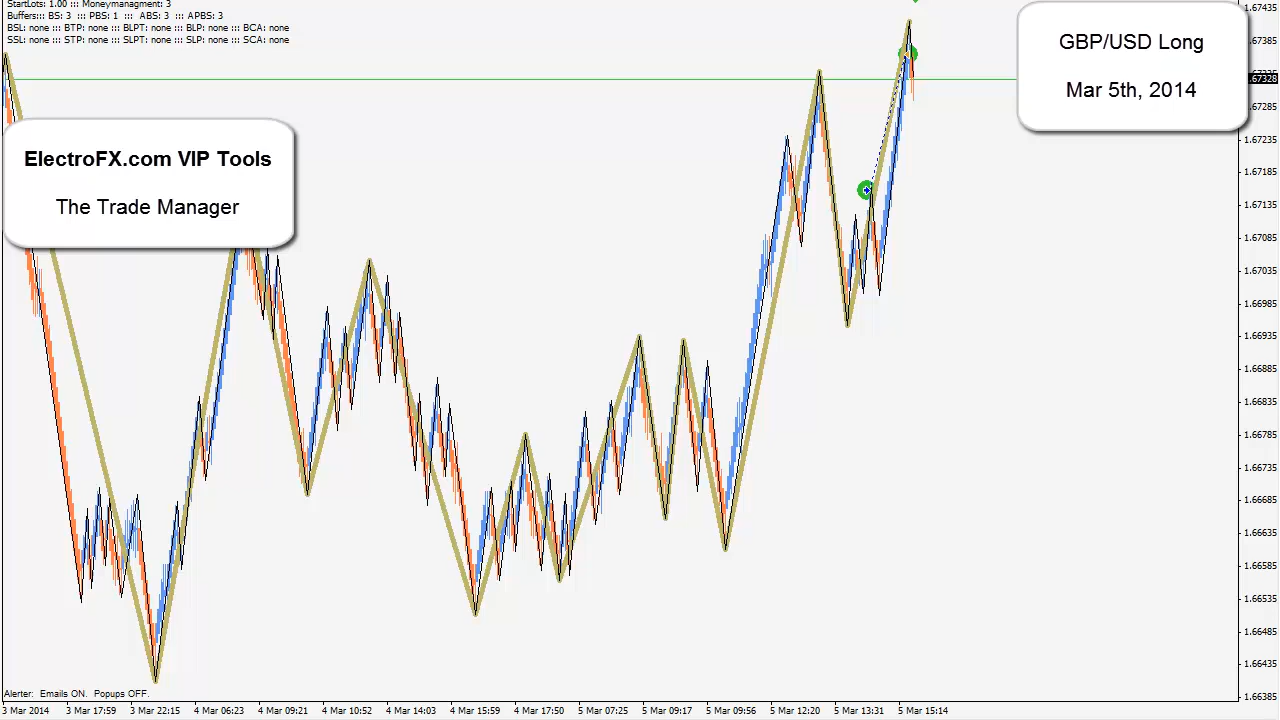 StartLots: 1.00 ::: Moneymanagment: 3
Buffers::: BS: 3 ::: PBS: 1 ::: ABS: 3 ::: APBS: 3
BSL: none ::: BTP: none ::: BLPT: none ::: BLP: none ::: BCA: none
SSL: none ::: STP: none ::: SLPT: none ::: SLP: none ::: SCA: none
ElectroFX.com VIP Tools
The Trade Manager
GBP/USD Long
Mar 5th, 2014
1.67435
1.67385
1.67328
1.67285
1.67235
1.67185
1.67135
1.67085
1.67035
1.66985
1.66935
1.66885
1.66835
1.66785
1.66735
1.66685
1.66635
1.66585
1.66535
1.66485
1.66435
1.66385
Alerter: Emails ON. Popups OFF.
3 Mar 2014 3 Mar 17:59 3 Mar 22:15 4 Mar 06:23 4 Mar 09:21 4 Mar 10:52 4 Mar 14:03 4 Mar 15:59 4 Mar 17:50 5 Mar 07:25 5 Mar 09:17 5 Mar 09:56 5 Mar 12:20 5 Mar 13:31 5 Mar 15:14